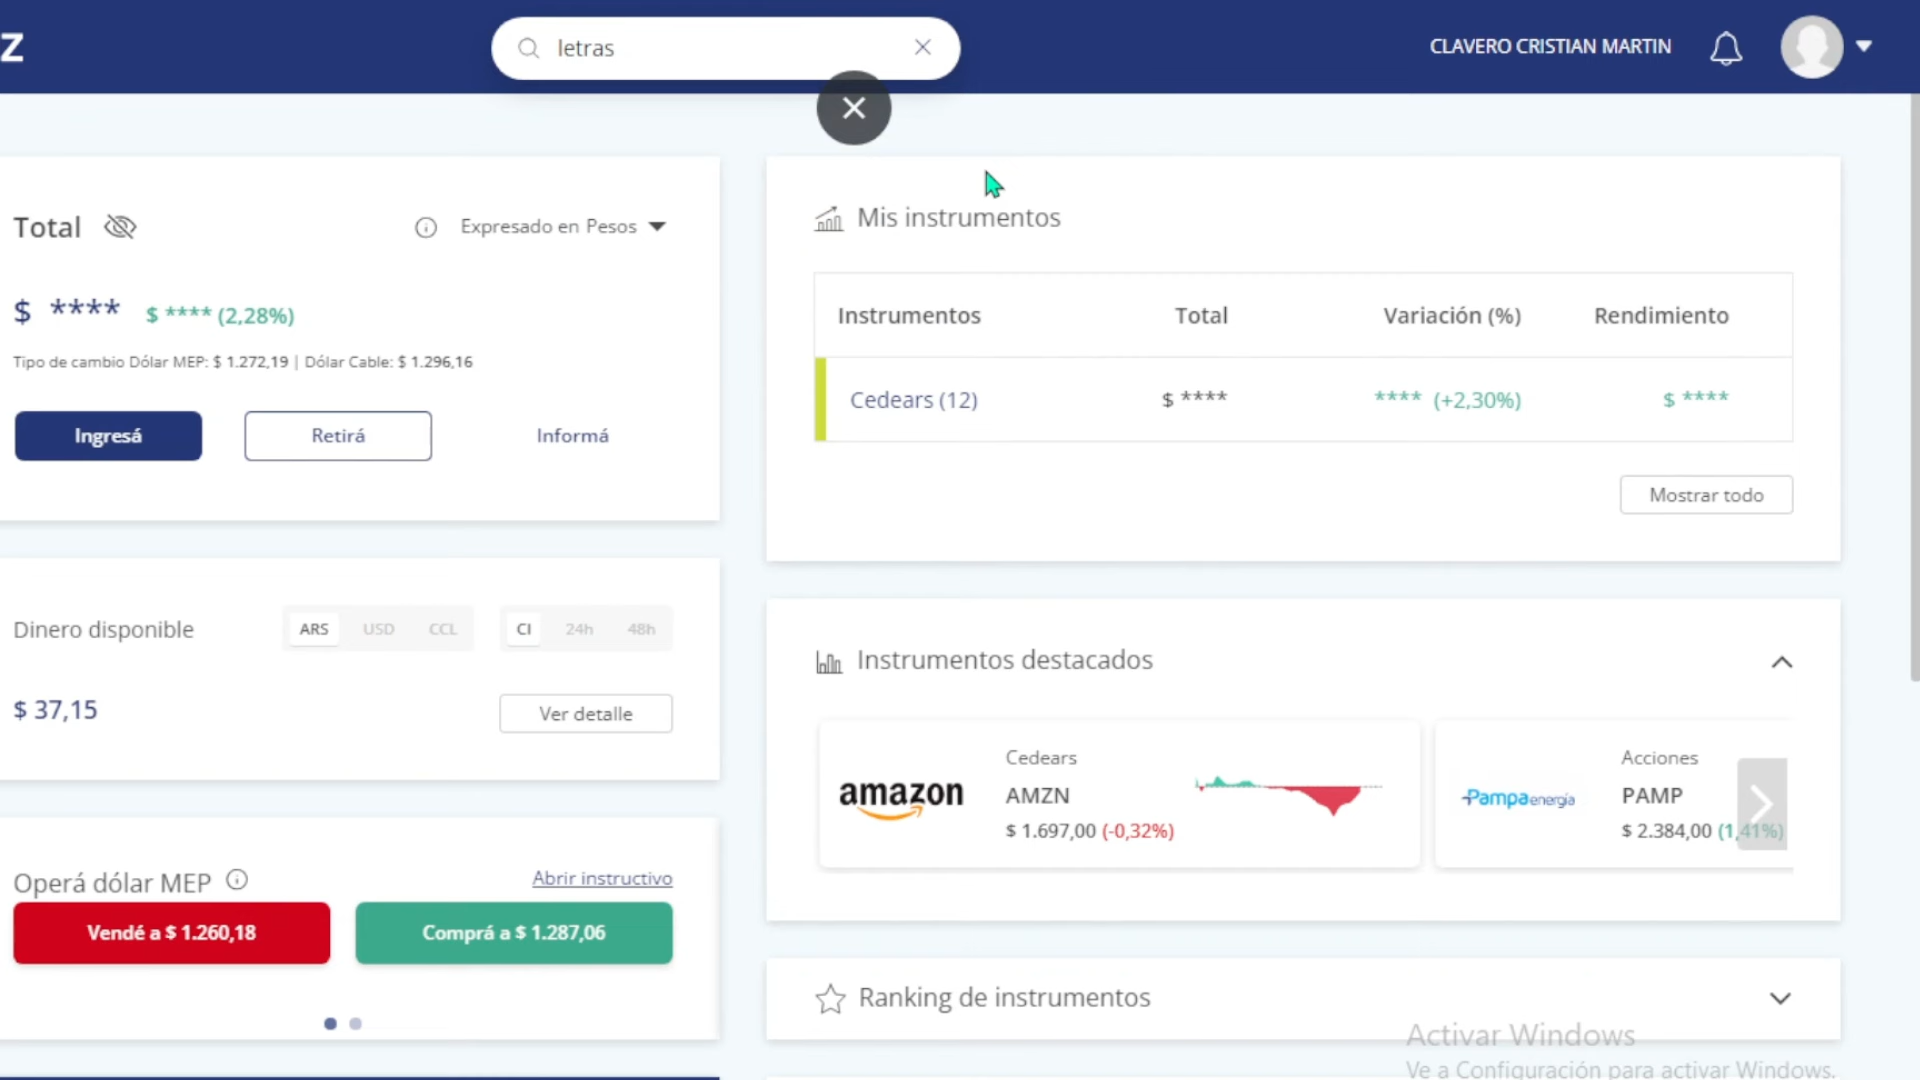 z
letras
CLAVERO CRISTIAN MARTIN
Total
Expresado en Pesos
$ ****
$ **** (2,28%)
Tipo de cambio Dólar MEP: $ 1.272,19 | Dólar Cable: $ 1.296,16
Ingresá
Retirá
Informá
Dinero disponible
ARS
USD
CCL
CI
24h
48h
$ 37,15
Ver detalle
Operá dólar MEP
Abrir instructivo
Vendé a $ 1.260,18
Comprá a $ 1.287,06
Mis instrumentos
Instrumentos
Total
Variación (%)
Rendimiento
Cedears (12)
$ ****
**** (+2,30%)
$ ****
Mostrar todo
Instrumentos destacados
amazon
Cedears
AMZN
$ 1.697,00 (-0,32%)
Pampa energía
Acciones
PAMP
$ 2.384,00 (1,41%)
Ranking de instrumentos
Activar Windows
Ve a Configuración para activar Windows.